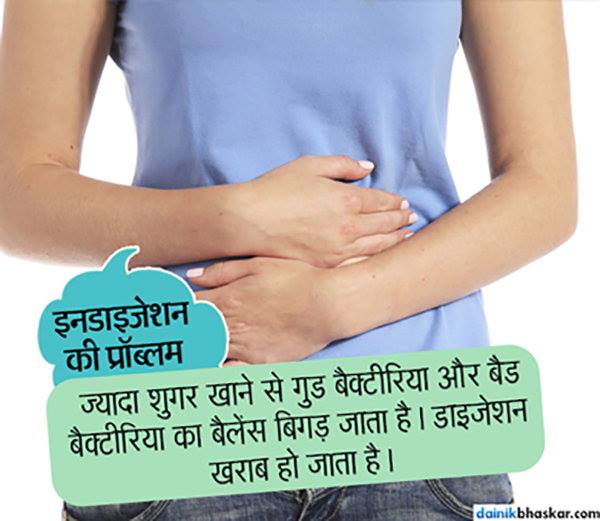 इनडाइजेशन
की प्रॉब्लम
ज्यादा शुगर खाने से गुड बैक्टीरिया और बैड
बैक्टीरिया का बैलेंस बिगड़ जाता है। डाइजेशन
खराब हो जाता है।
dainikbhaskar.com